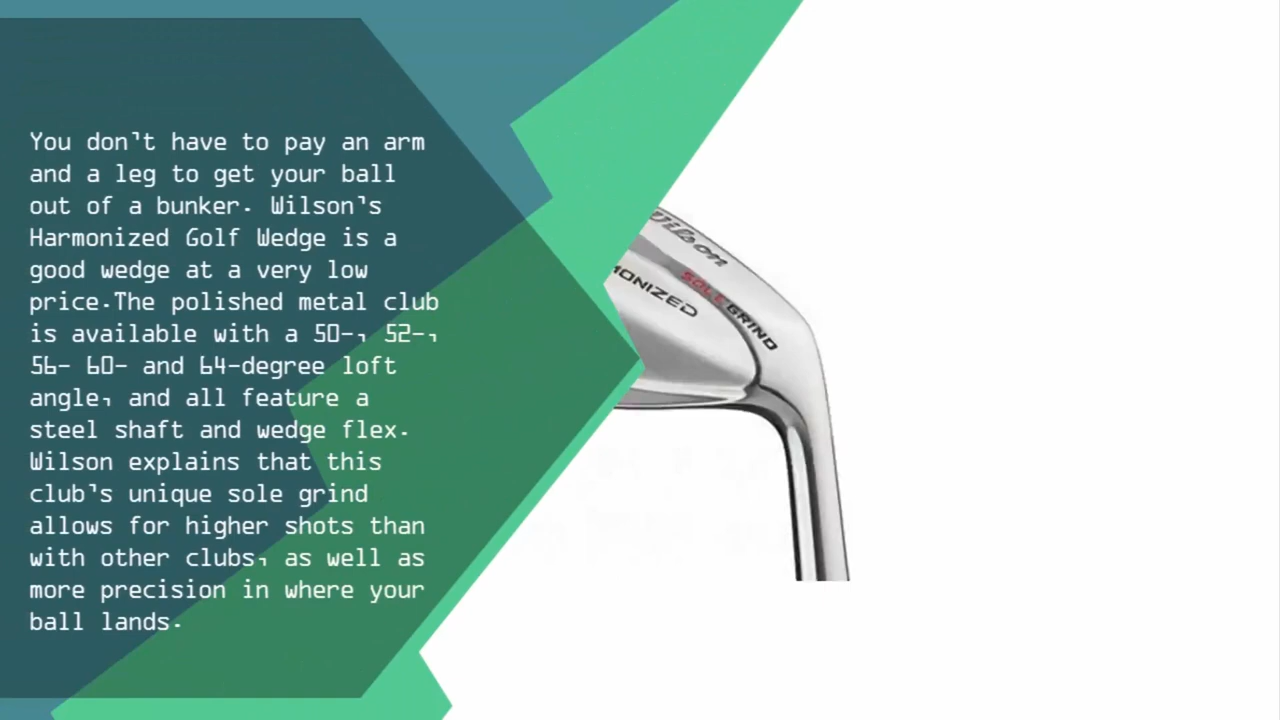 You don't have to pay an arm
and a leg to get your ball
out of a bunker. Wilson's
Harmonized Golf Wedge is a
good wedge at a very low
price.The polished metal club
is available with a 50-, 52-,
56- 60- and 64-degree loft
angle, and all feature a
steel shaft and wedge flex.
Wilson explains that this
club's unique sole grind
allows for higher shots than
with other clubs, as well as
more precision in where your
ball lands.
Wilson
MONIZED
SOLE GRIND